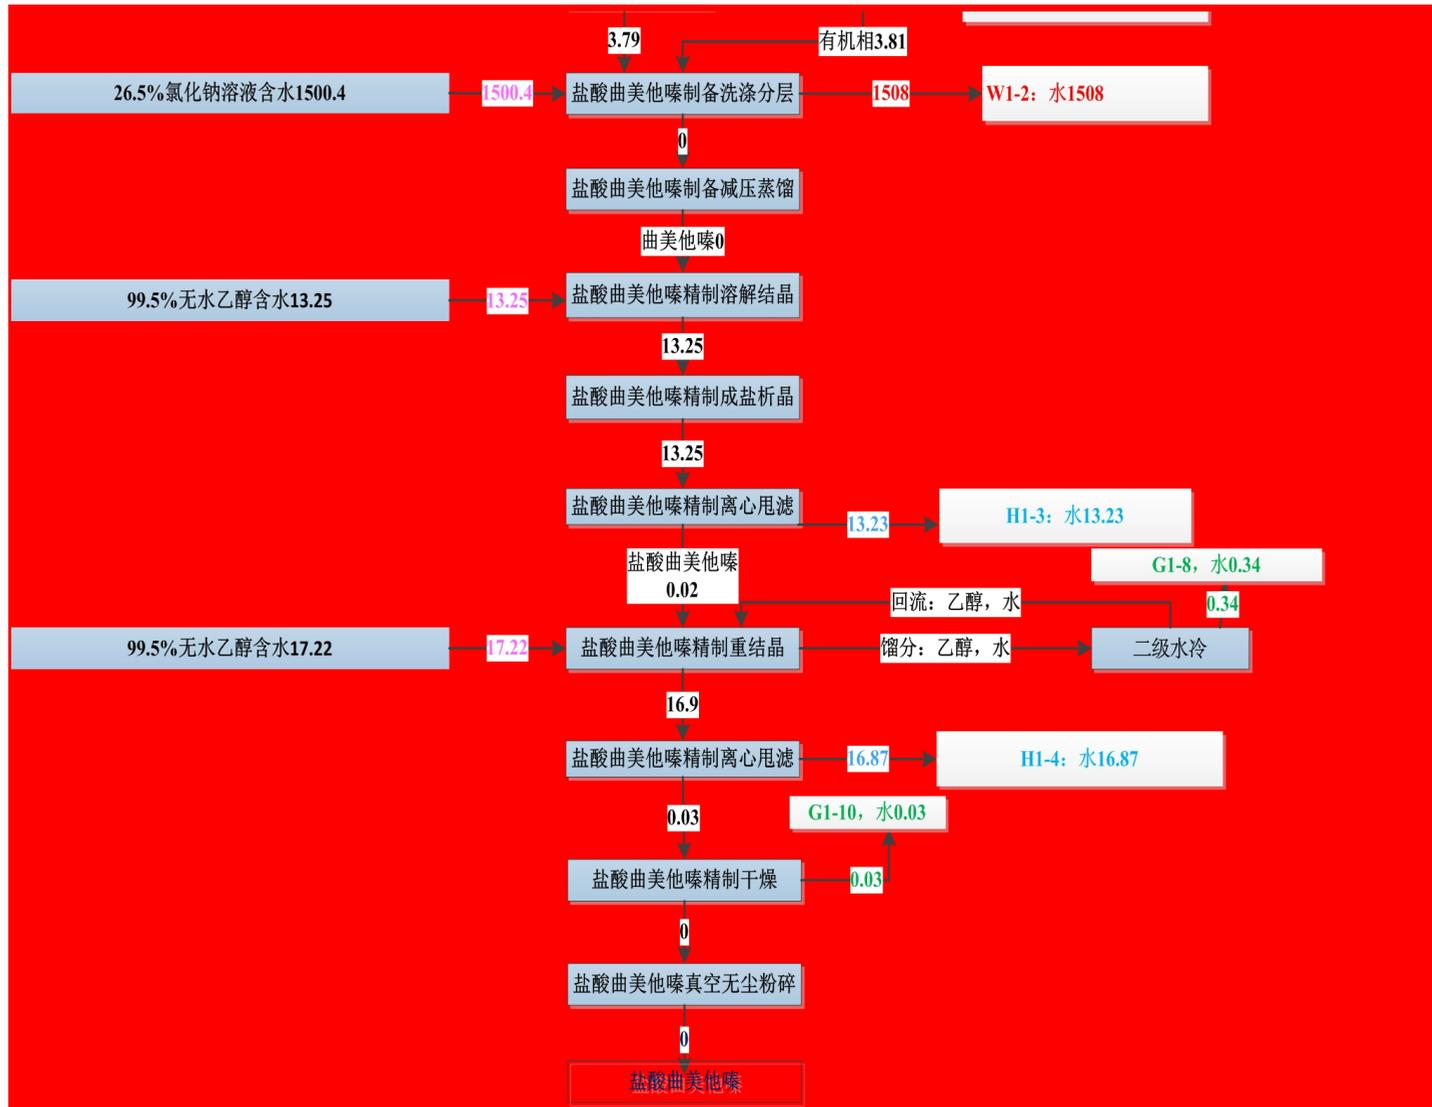 3.79
有机相3.81
26.5%氯化钠溶液含水1500.4
1500.4
盐酸曲美他嗪制备洗涤分层
1508
W1-2：水1508
0
盐酸曲美他嗪制备减压蒸馏
曲美他嗪0
99.5%无水乙醇含水13.25
13.25
盐酸曲美他嗪精制溶解结晶
13.25
盐酸曲美他嗪精制成盐析晶
13.25
盐酸曲美他嗪精制离心甩滤
13.23
H1-3：水13.23
盐酸曲美他嗪
0.02
G1-8，水0.34
回流：乙醇，水
0.34
99.5%无水乙醇含水17.22
17.22
盐酸曲美他嗪精制重结晶
馏分：乙醇，水
二级水冷
16.9
盐酸曲美他嗪精制离心甩滤
16.87
H1-4：水16.87
0.03
G1-10，水0.03
盐酸曲美他嗪精制干燥
0.03
0
盐酸曲美他嗪真空无尘粉碎
0
盐酸曲美他嗪